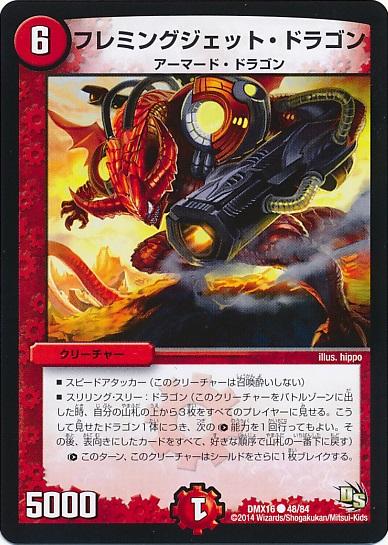 6
フレミングジェット・ドラゴン
アーマード・ドラゴン
クリーチャー
illus. hippo
■ スピードアタッカー (このクリーチャーは召喚酔いしない)
■ スリリング・スリー：ドラゴン (このクリーチャーをバトルゾーンに出
した時、自分の山札の上から3枚をすべてのプレイヤーに見せる。こう
して見せたドラゴン1体につき、次の 能力を1回行ってもよい。そ
の後、表向きにしたカードをすべて、好きな順序で山札の一番下に戻す)
このターン、このクリーチャーはシールドをさらに1枚ブレイクする。
5000
1
DS
DMX16 ● 48/84
©2014 Wizards/Shogakukan/Mitsui-Kids